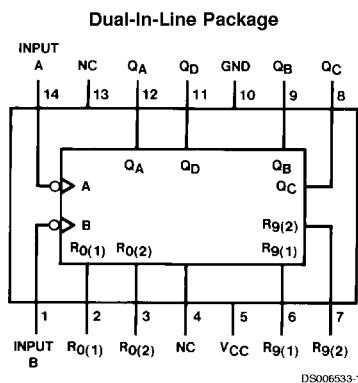 Dual-In-Line Package
INPUT
A NC QA QD GND QB QC
14 13 12 11 10 9 8
QA QD QB
A QC
B R9(2)
R0(1) R0(2) R9(1)
1 2 3 4 5 6 7
INPUT
B R0(1) R0(2) NC VCC R9(1) R9(2)